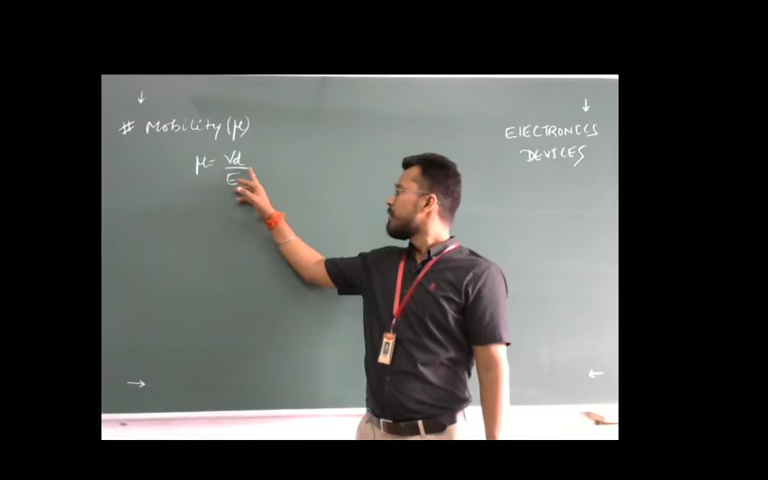 # Mobility (μ)
μ = Vd
E
ELECTRONICS
DEVICES